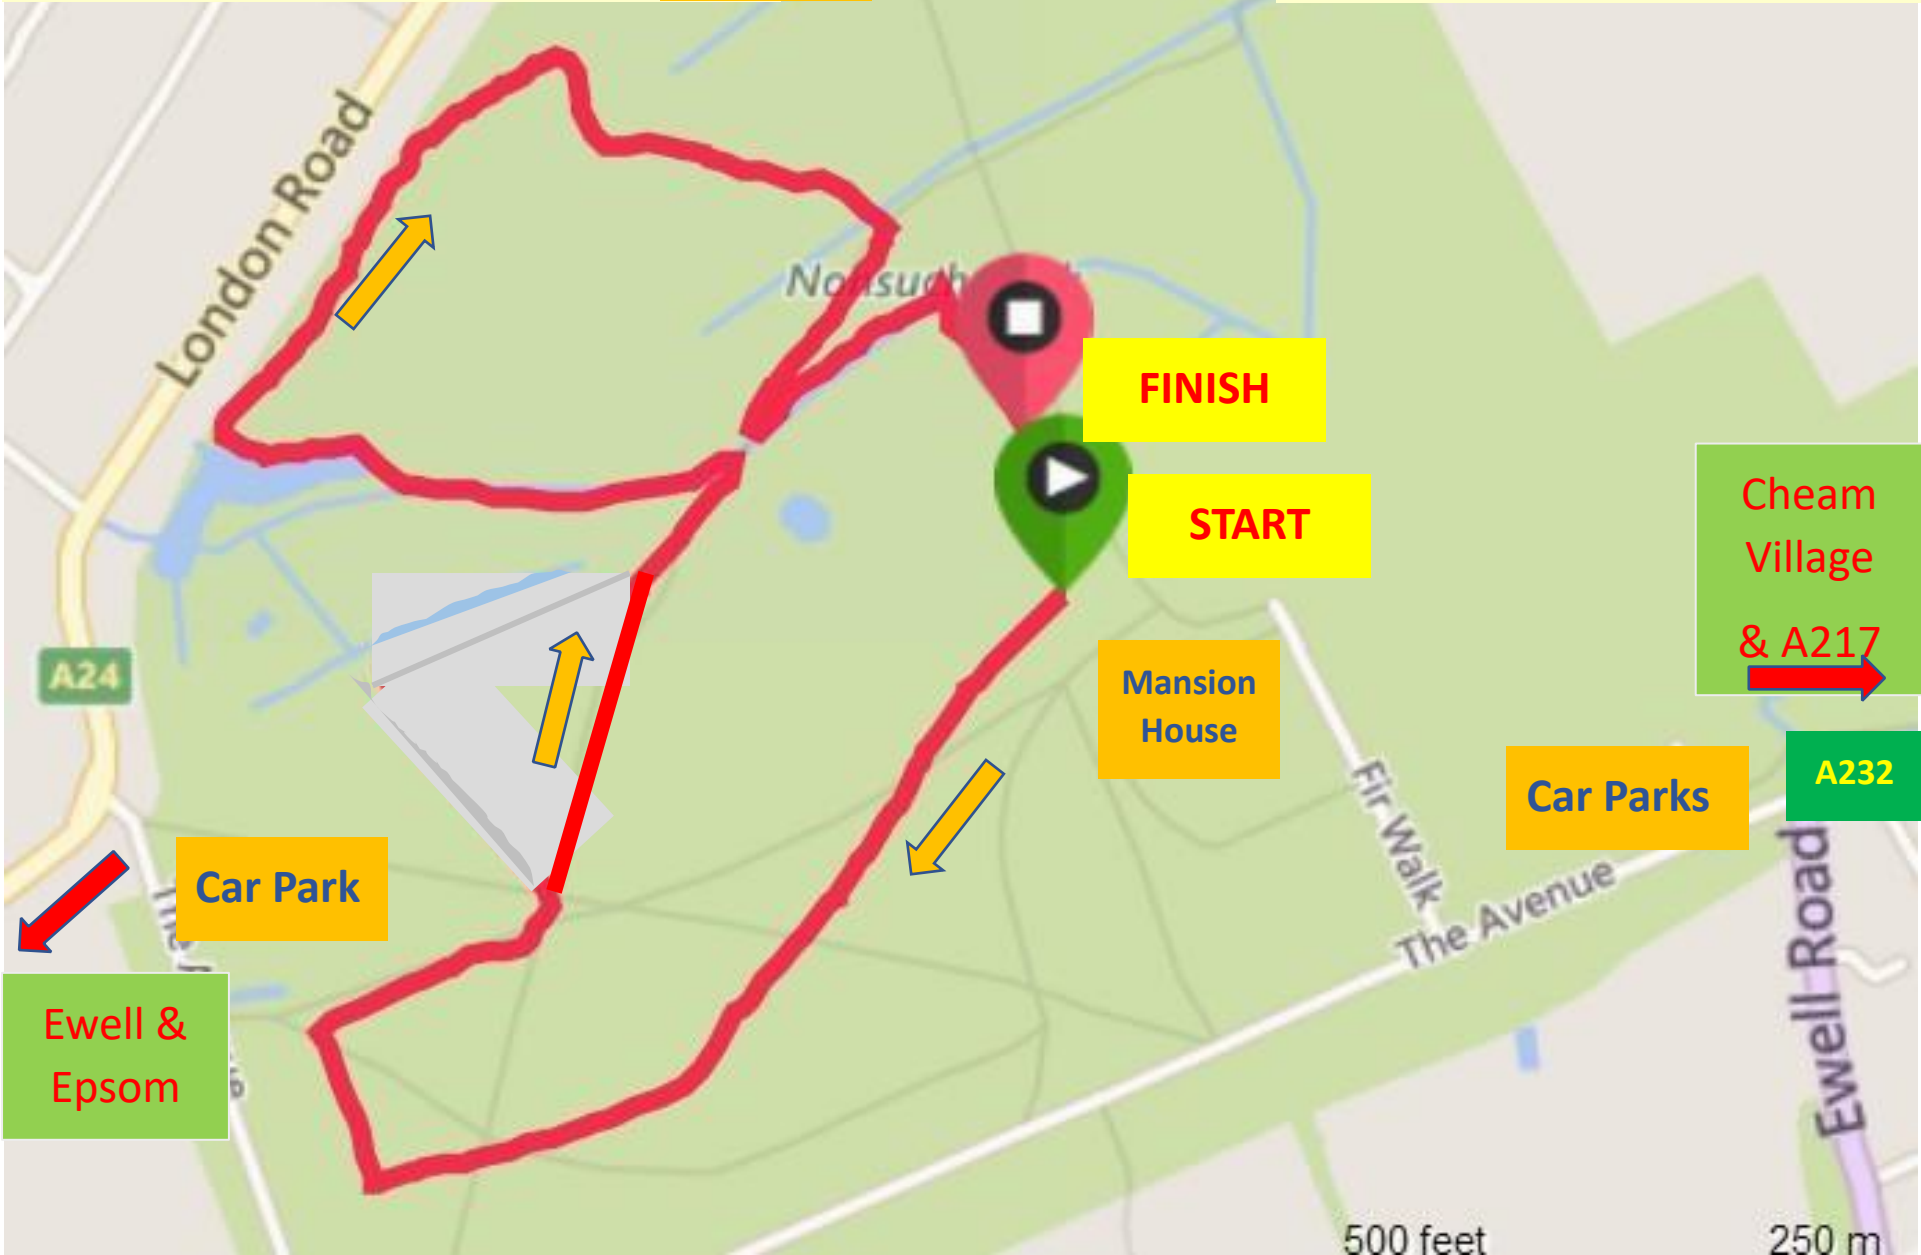 London Road
Nonsuch
FINISH
START
Cheam
Village
& A217
A24
Mansion
House
Car Parks
A232
Fir Walk
Car Park
The Avenue
Ewell Road
The
Ewell &
Epsom
500 feet
250 m